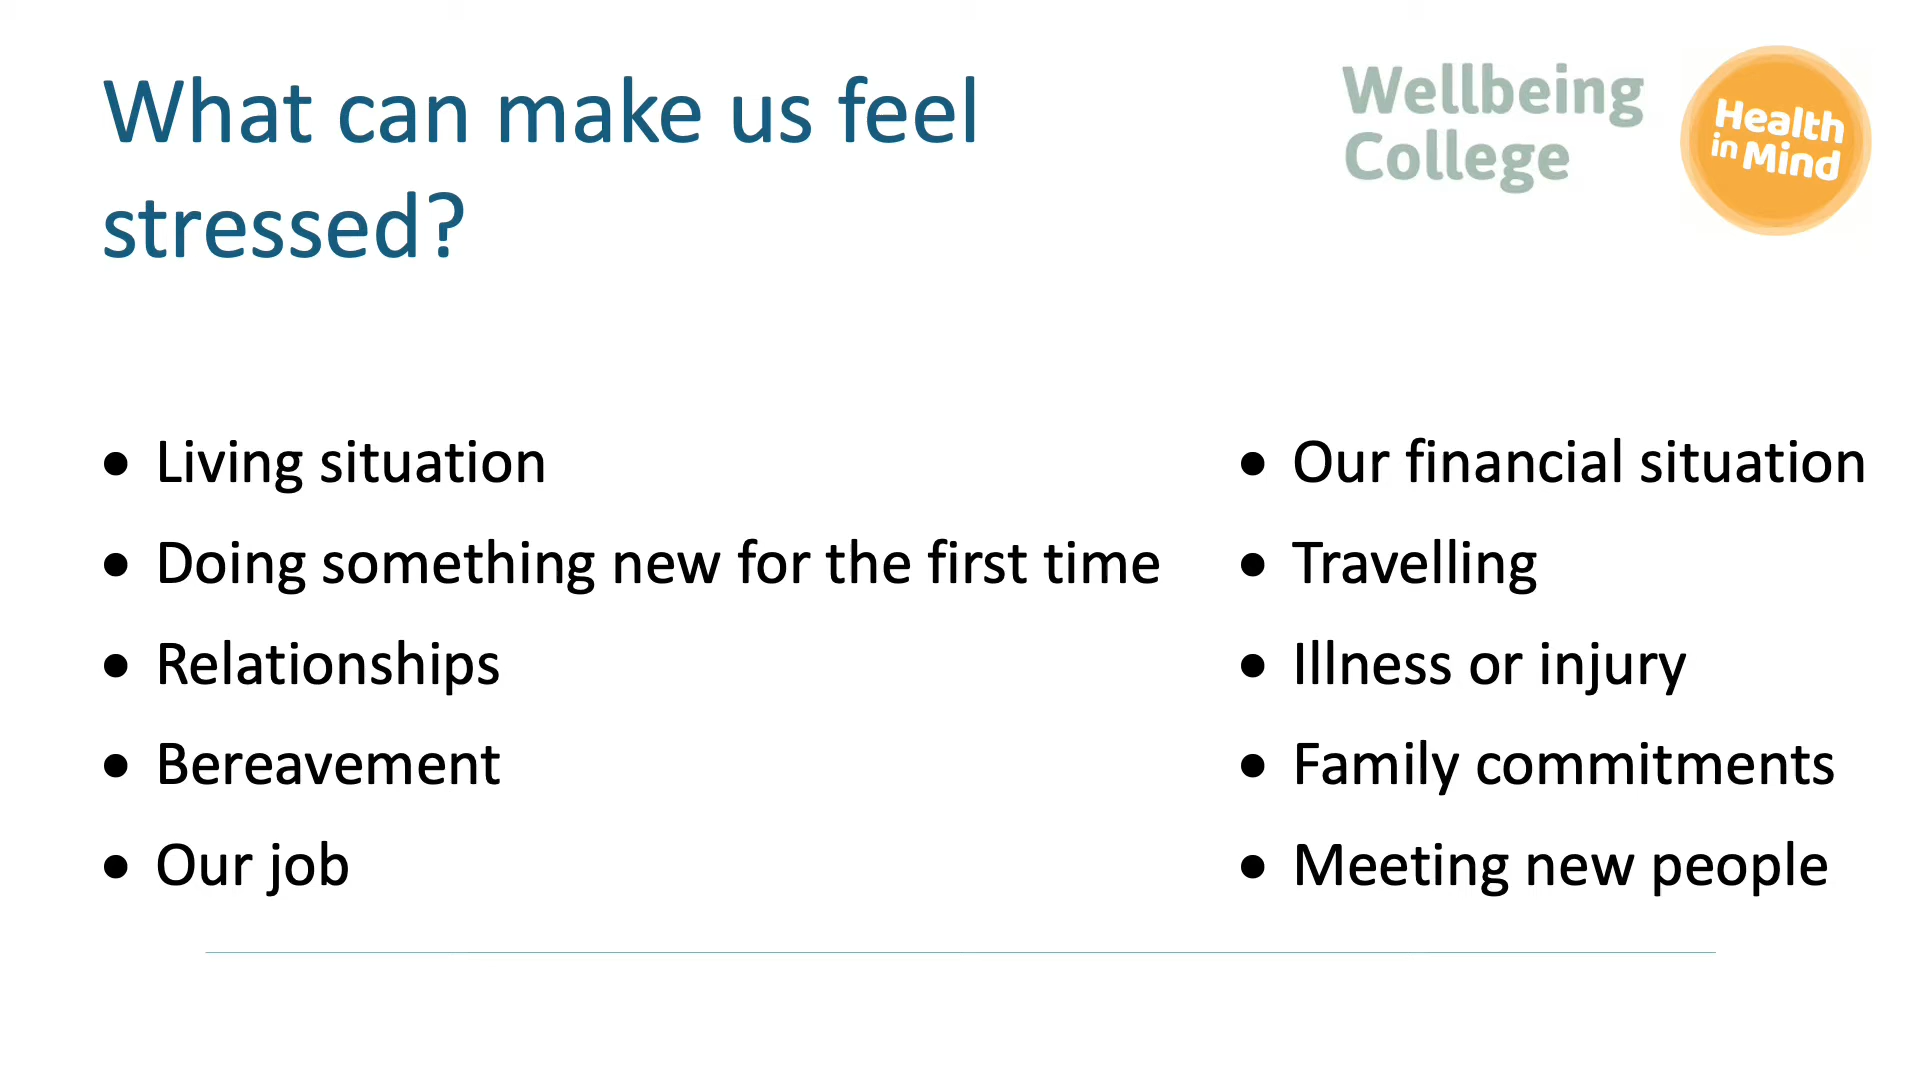 What can make us feel
stressed?
Wellbeing
College
Health
in Mind
• Living situation
• Doing something new for the first time
• Relationships
• Bereavement
• Our job
• Our financial situation
• Travelling
• Illness or injury
• Family commitments
• Meeting new people